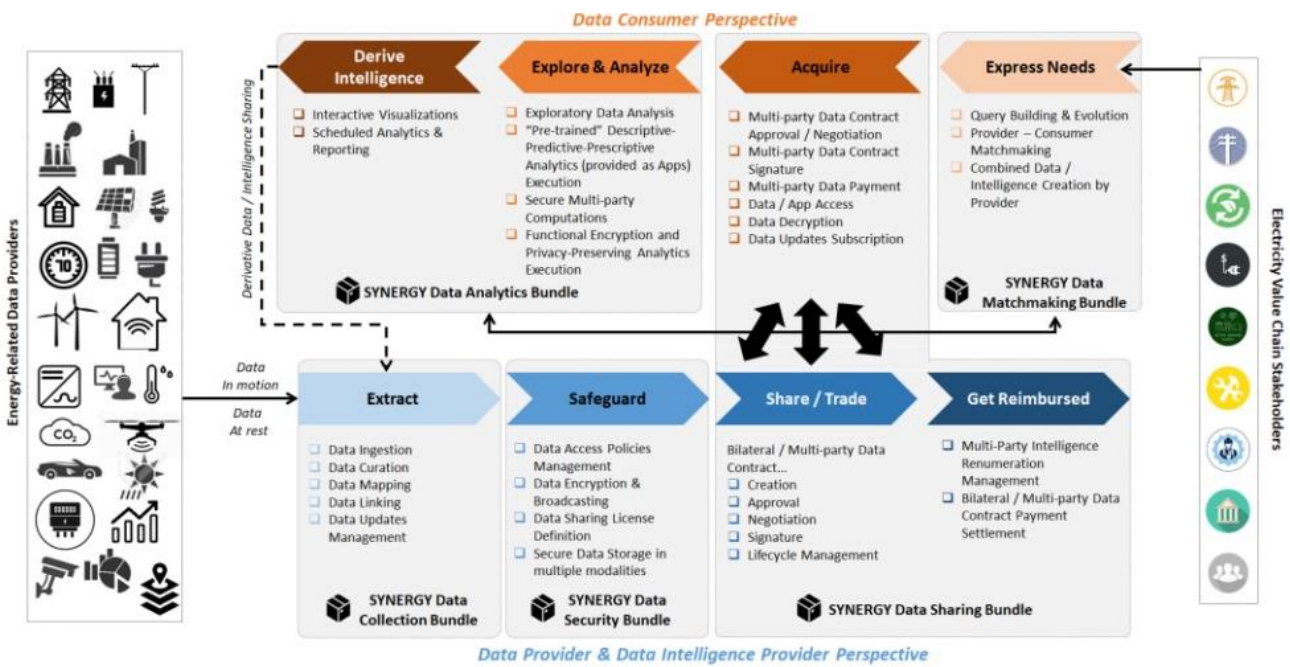 Data Consumer Perspective
Energy-Related Data Providers
Derivative Data / Intelligence Sharing
Derive
Intelligence
Interactive Visualizations
Scheduled Analytics &
Reporting
Explore & Analyze
Exploratory Data Analysis
"Pre-trained" Descriptive-
Predictive-Prescriptive
Analytics (provided as Apps)
Execution
Secure Multi-party
Computations
Functional Encryption and
Privacy-Preserving Analytics
Execution
SYNERGY Data Analytics Bundle
Acquire
Multi-party Data Contract
Approval / Negotiation
Multi-party Data Contract
Signature
Multi-party Data Payment
Data / App Access
Data Decryption
Data Updates Subscription
Express Needs
Query Building & Evolution
Provider – Consumer
Matchmaking
Combined Data /
Intelligence Creation by
Provider
SYNERGY Data
Matchmaking Bundle
Electricity Value Chain Stakeholders
70
CO2
Data
In motion
Data
At rest
Extract
Data Ingestion
Data Curation
Data Mapping
Data Linking
Data Updates
Management
SYNERGY Data
Collection Bundle
Safeguard
Data Access Policies
Management
Data Encryption &
Broadcasting
Data Sharing License
Definition
Secure Data Storage in
multiple modalities
SYNERGY Data
Security Bundle
Share / Trade
Bilateral / Multi-party Data
Contract...
Creation
Approval
Negotiation
Signature
Lifecycle Management
Get Reimbursed
Multi-Party Intelligence
Renumeration
Management
Bilateral / Multi-party Data
Contract Payment
Settlement
SYNERGY Data Sharing Bundle
Data Provider & Data Intelligence Provider Perspective